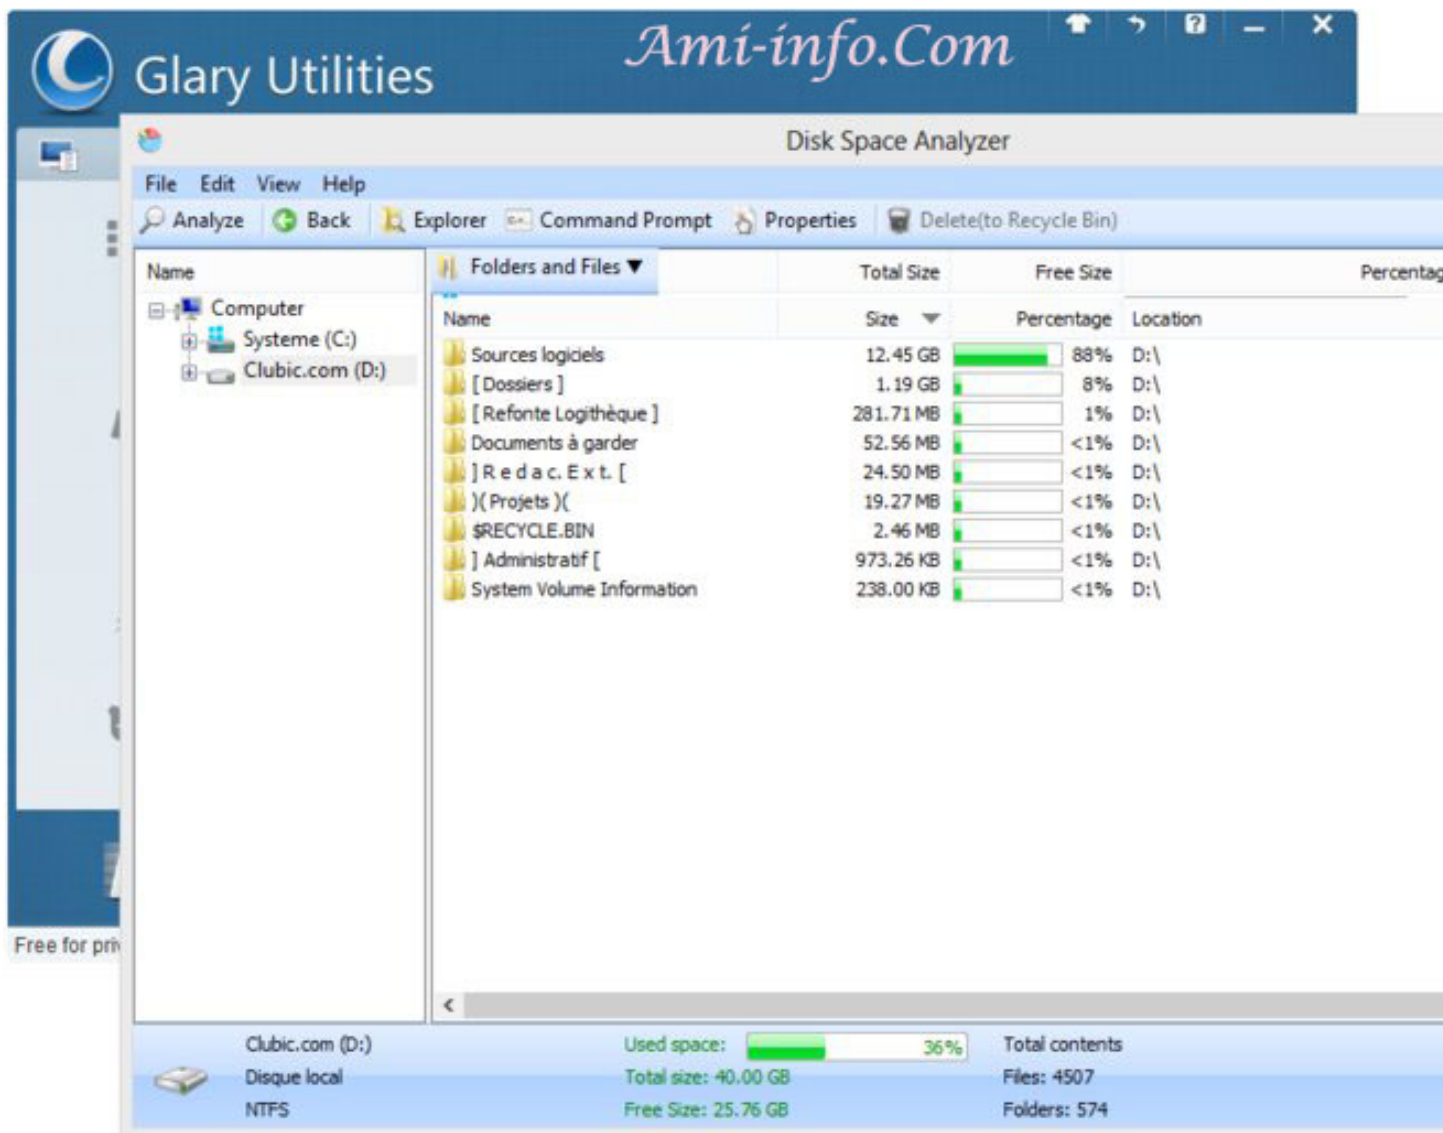 Ami-info.Com
Glary Utilities
Disk Space Analyzer
File Edit View Help
Analyze Back Explorer Command Prompt Properties Delete(to Recycle Bin)
Name
Computer
Systeme (C:)
Clubic.com (D:)
Folders and Files ▼ Total Size Free Size Percentag
Name Size Percentage Location
Sources logiciels 12.45 GB 88% D:\
[ Dossiers ] 1.19 GB 8% D:\
[ Refonte Logithèque ] 281.71 MB 1% D:\
Documents à garder 52.56 MB <1% D:\
] R e d a c. E x t. [ 24.50 MB <1% D:\
)( Projets )( 19.27 MB <1% D:\
$RECYCLE.BIN 2.46 MB <1% D:\
] Administratif [ 973.26 KB <1% D:\
System Volume Information 238.00 KB <1% D:\
Free for priv
Clubic.com (D:) Used space: 36% Total contents
Disque local Total size: 40.00 GB Files: 4507
NTFS Free Size: 25.76 GB Folders: 574